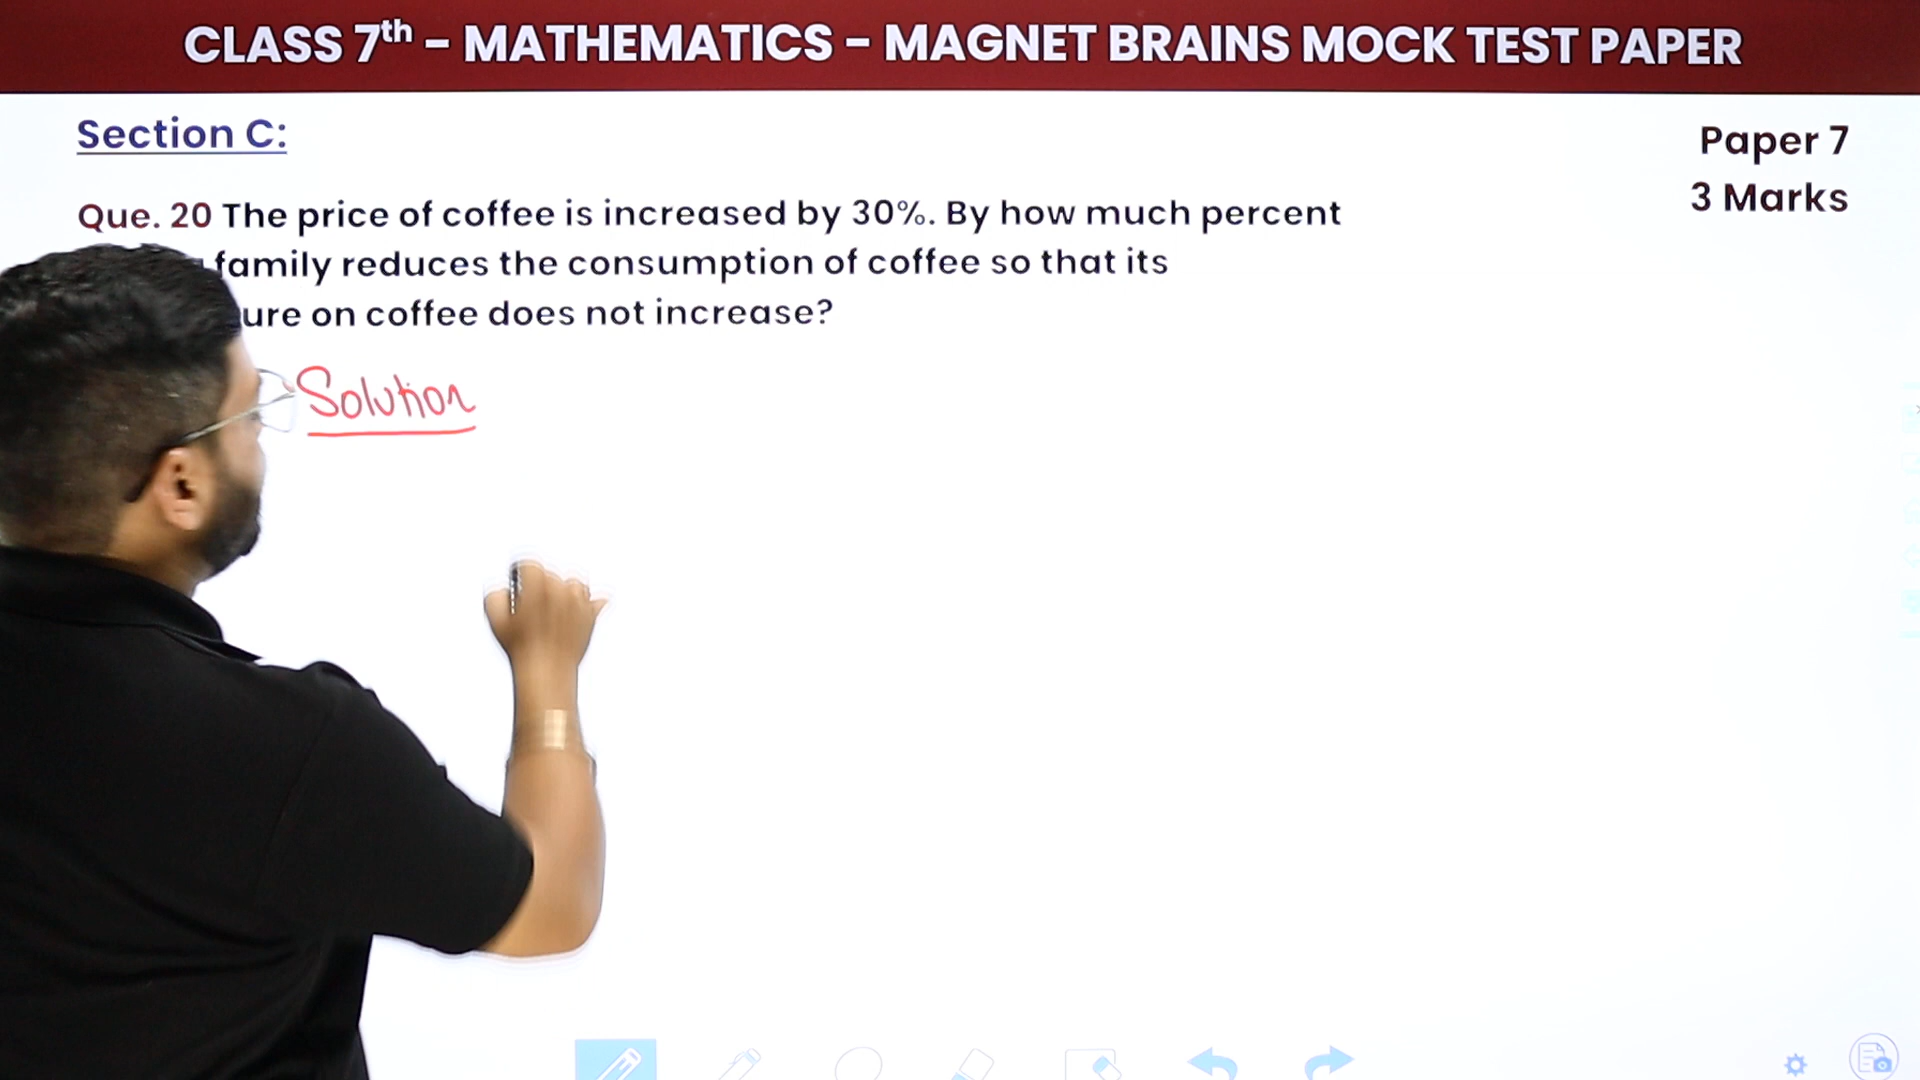 CLASS 7th – MATHEMATICS – MAGNET BRAINS MOCK TEST PAPER
Section C:
Paper 7
3 Marks
Que. 20 The price of coffee is increased by 30%. By how much percent
family reduces the consumption of coffee so that its
ure on coffee does not increase?
Solution